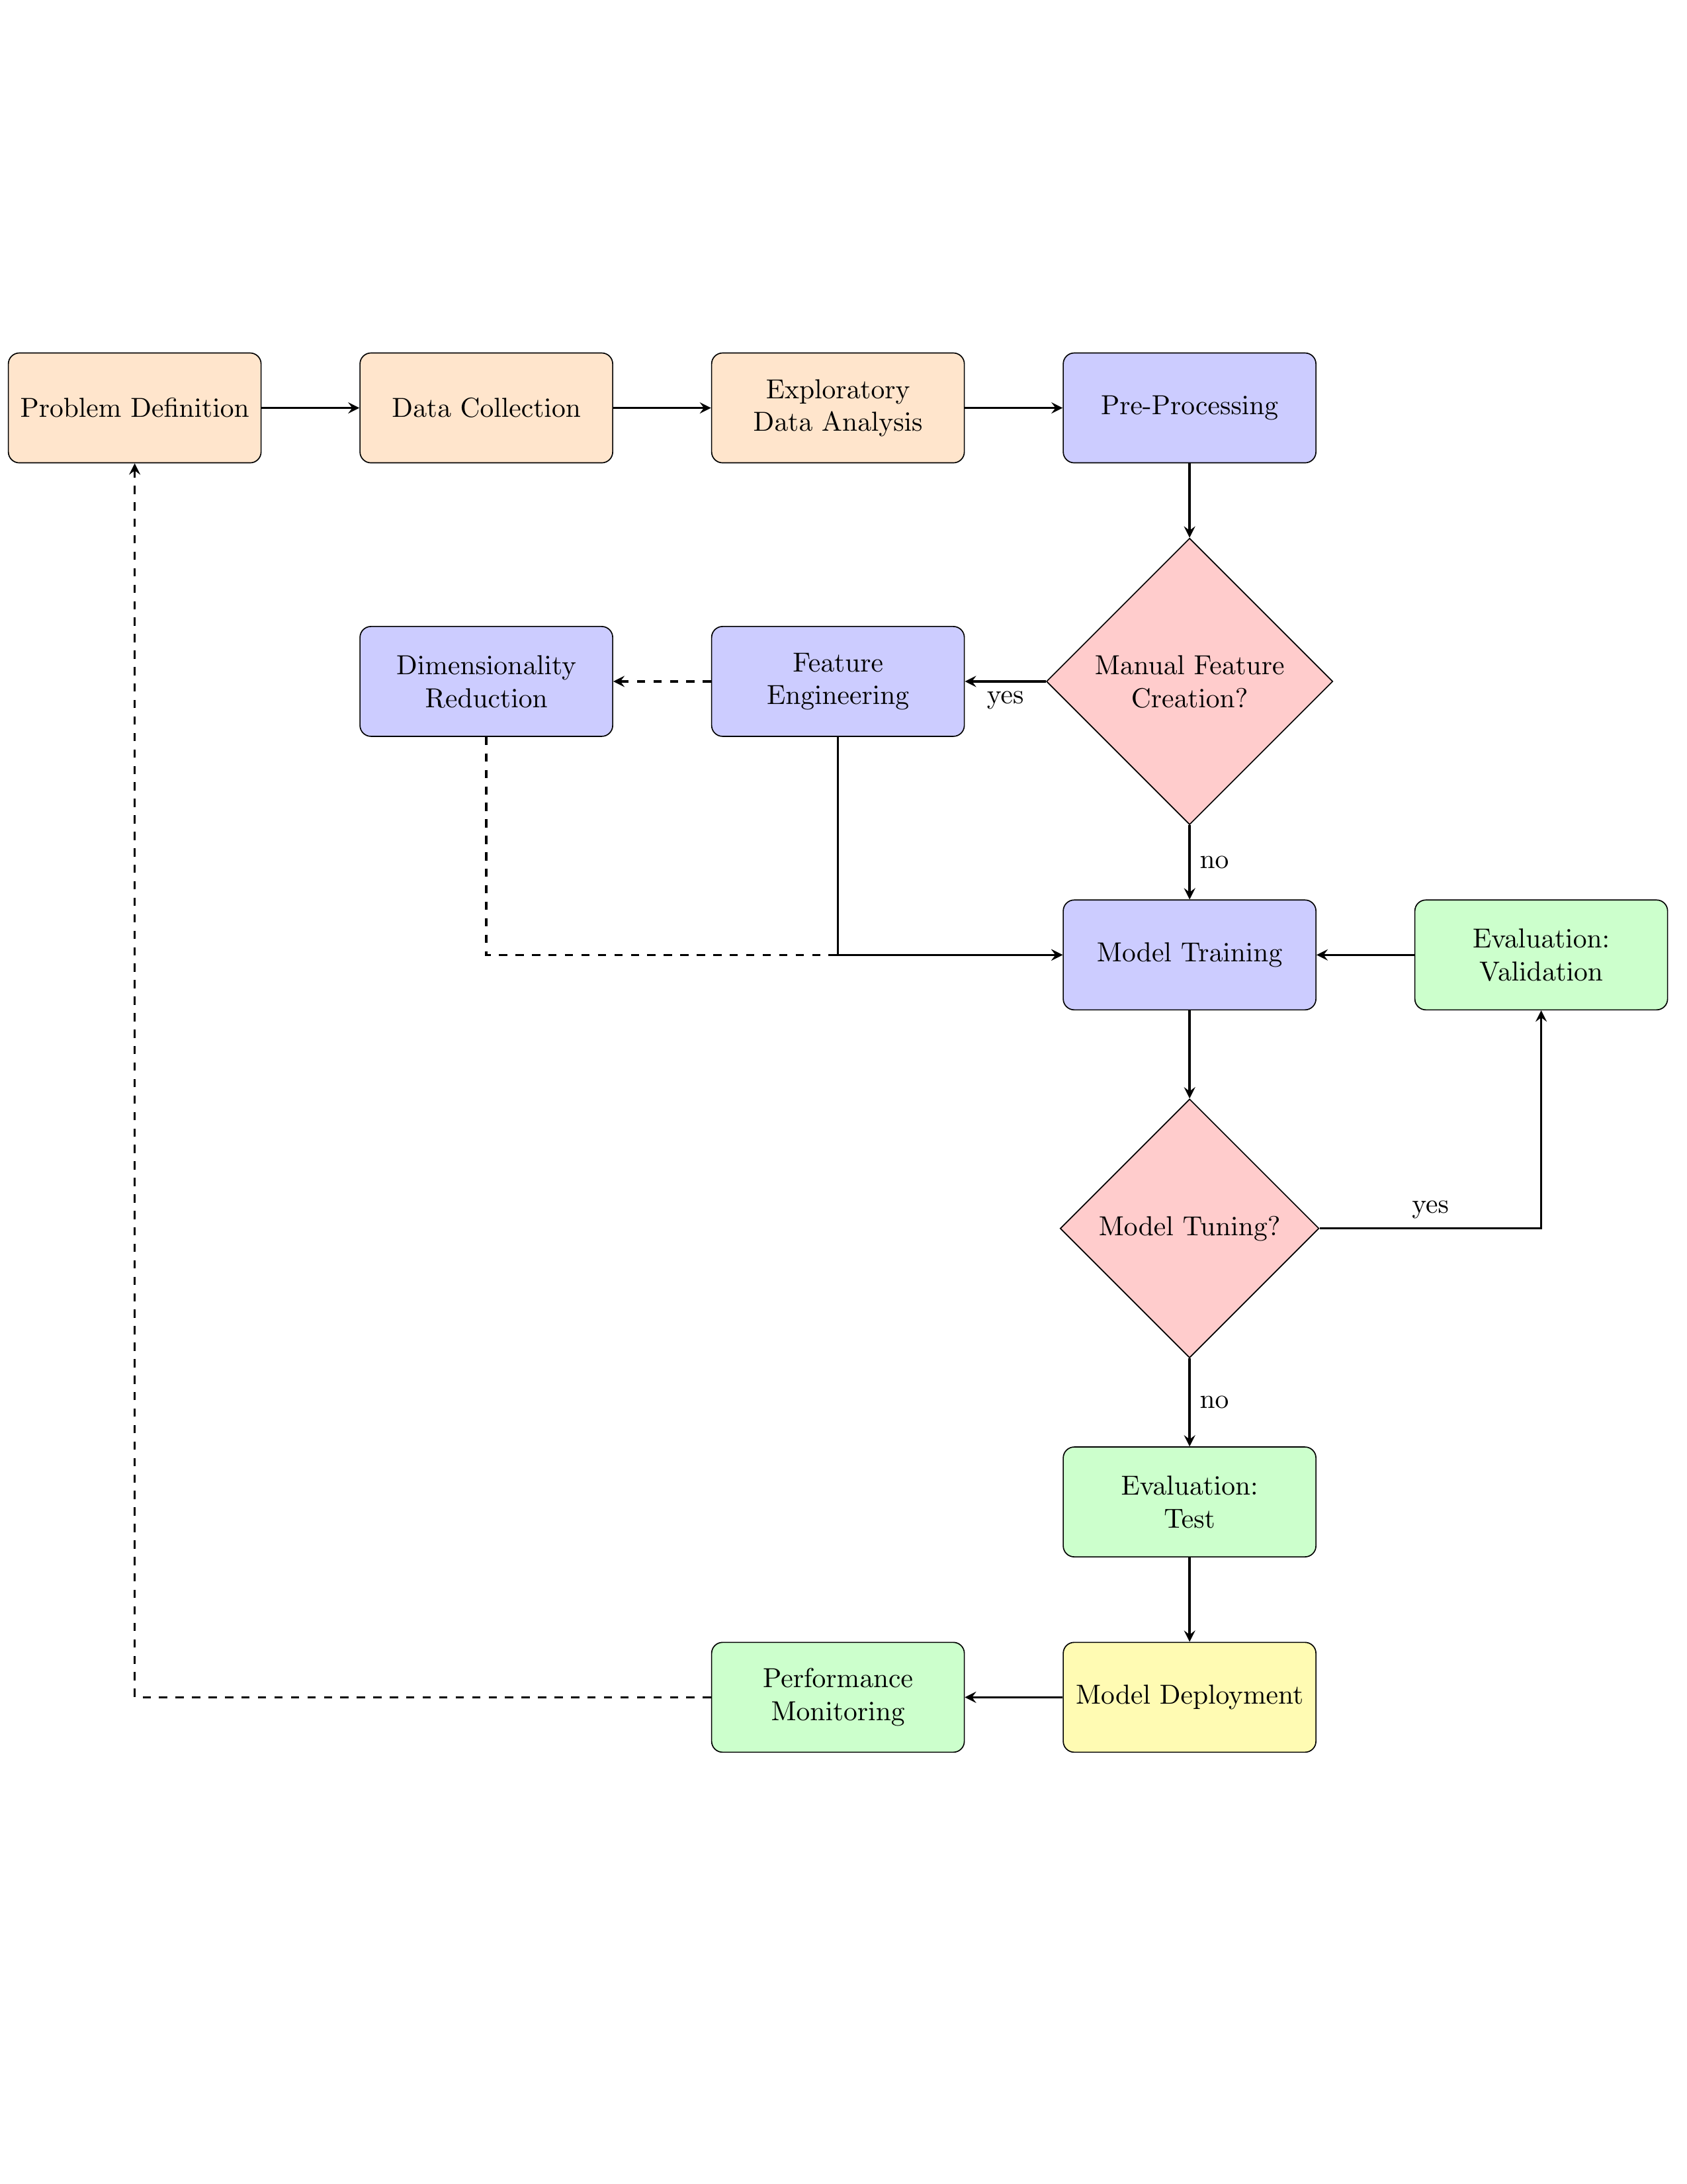 Problem Definition
Data Collection
Exploratory
Data Analysis
Pre-Processing
Dimensionality
Reduction
Feature
Engineering
yes
Manual Feature
Creation?
no
Model Training
Evaluation:
Validation
Model Tuning?
yes
no
Evaluation:
Test
Performance
Monitoring
Model Deployment